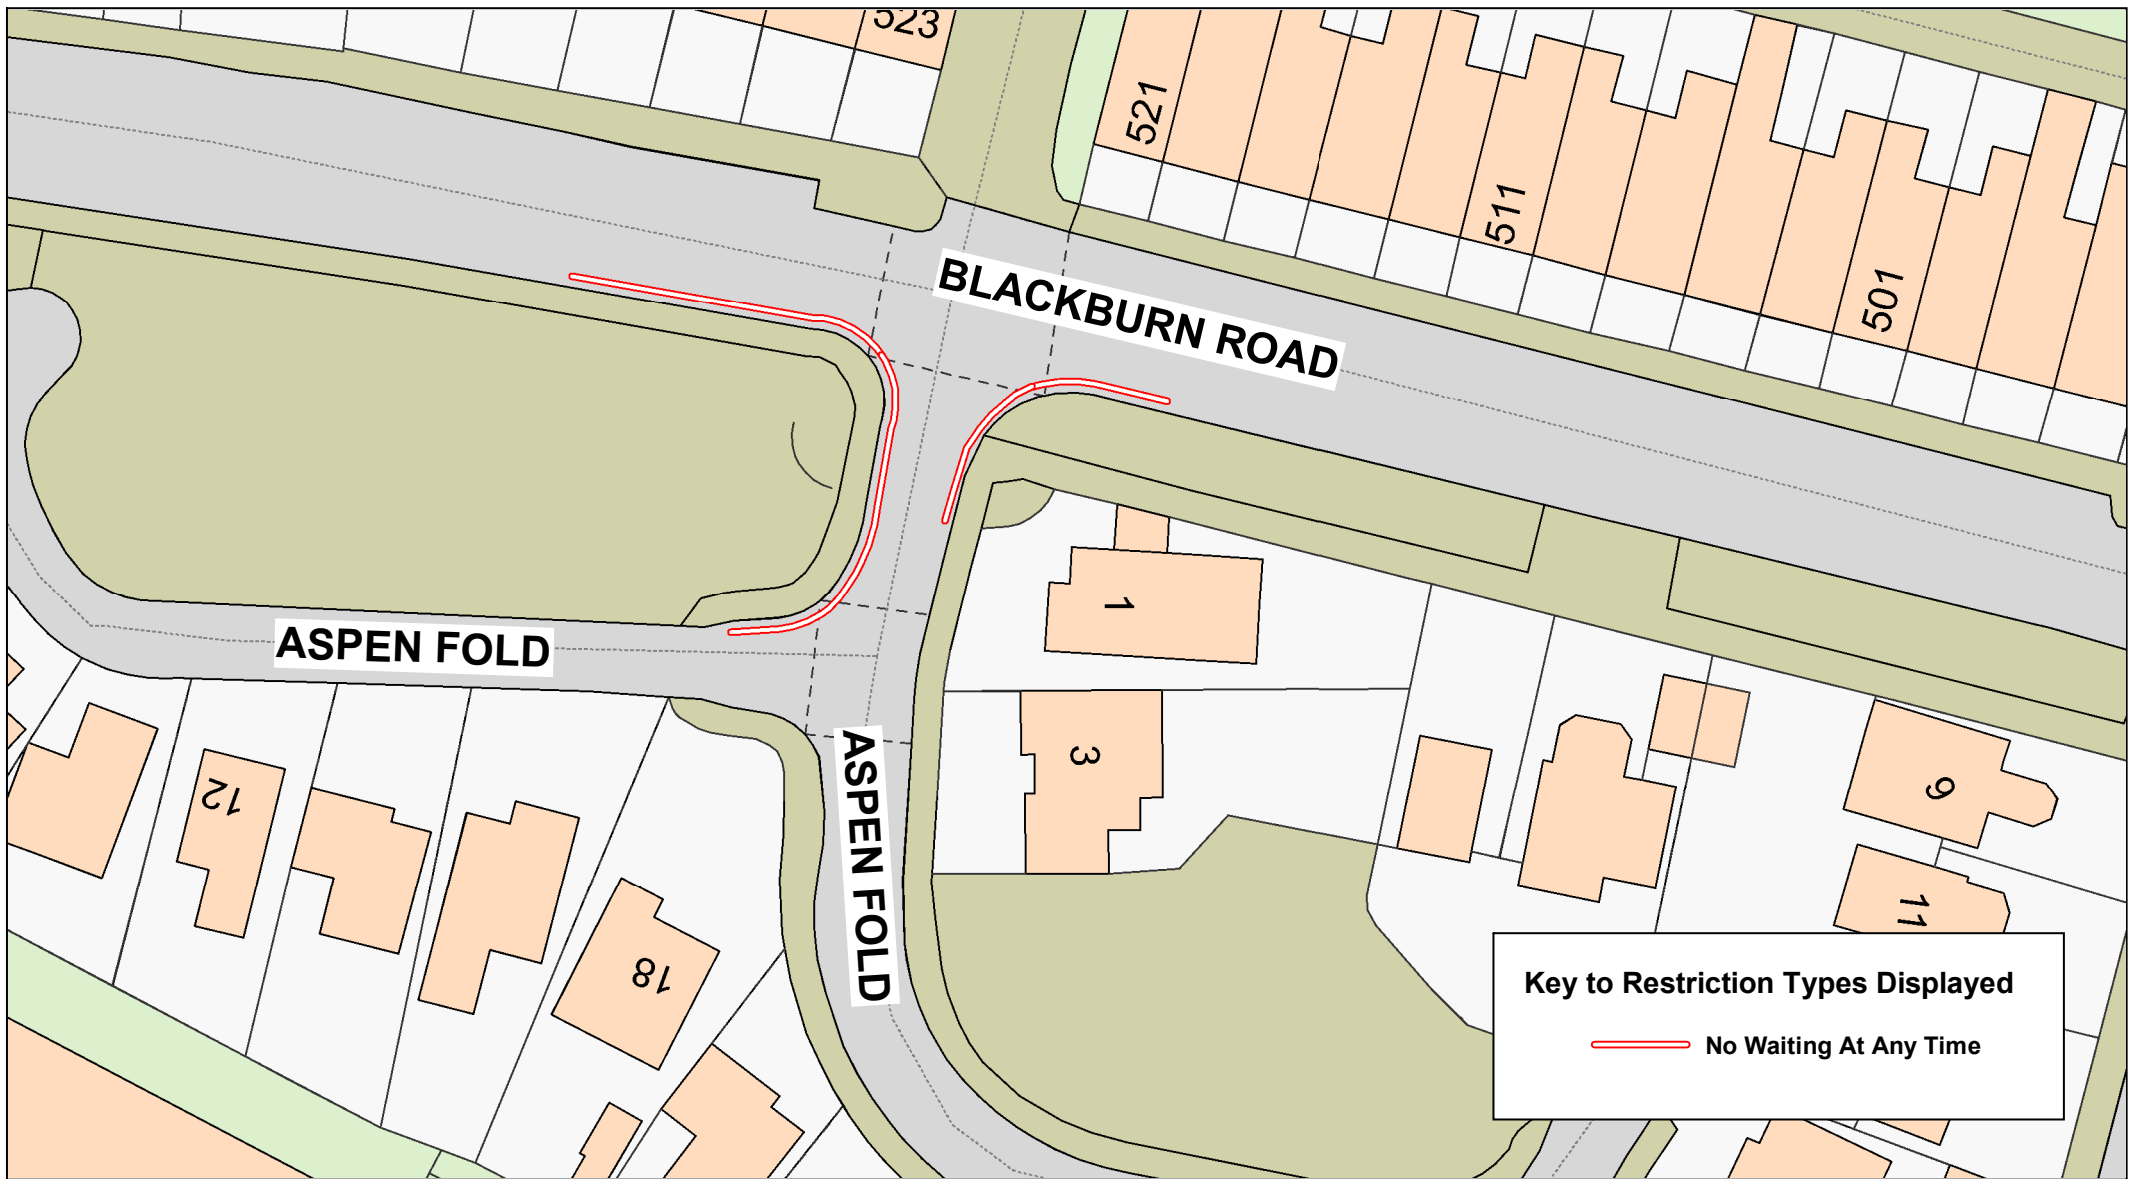 523
521
511
501
BLACKBURN ROAD
1
ASPEN FOLD
3
12
9
ASPEN FOLD
11
18
Key to Restriction Types Displayed
No Waiting At Any Time